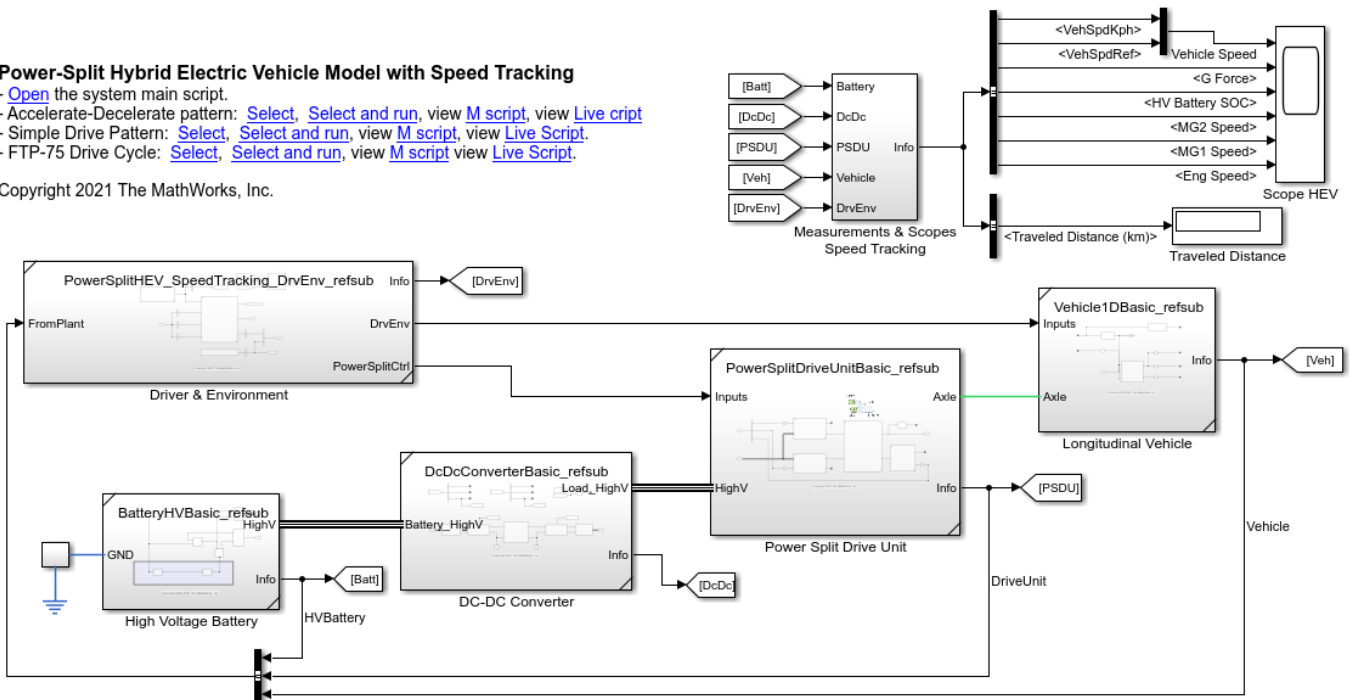 Power-Split Hybrid Electric Vehicle Model with Speed Tracking
- Open the system main script.
- Accelerate-Decelerate pattern: Select, Select and run, view M script, view Live cript
- Simple Drive Pattern: Select, Select and run, view M script, view Live Script.
- FTP-75 Drive Cycle: Select, Select and run, view M script view Live Script.
Copyright 2021 The MathWorks, Inc.
[Batt]
[DcDc]
[PSDU]
[Veh]
[DrvEnv]
Battery
DcDc
PSDU
Info
Vehicle
DrvEnv
Measurements & Scopes
Speed Tracking
<VehSpdKph>
<VehSpdRef>
Vehicle Speed
<G Force>
<HV Battery SOC>
<MG2 Speed>
<MG1 Speed>
<Eng Speed>
Scope HEV
<Traveled Distance (km)>
Traveled Distance
PowerSplitHEV_SpeedTracking_DrvEnv_refsub
Info
[DrvEnv]
FromPlant
DrvEnv
PowerSplitCtrl
Driver & Environment
Vehicle1DBasic_refsub
Inputs
Info
[Veh]
Axle
Longitudinal Vehicle
PowerSplitDriveUnitBasic_refsub
Inputs
Axle
HighV
Info
[PSDU]
Power Split Drive Unit
DcDcConverterBasic_refsub
Load_HighV
Battery_HighV
Info
[DcDc]
DC-DC Converter
BatteryHVBasic_refsub
HighV
GND
Info
[Batt]
High Voltage Battery
HVBattery
DriveUnit
Vehicle